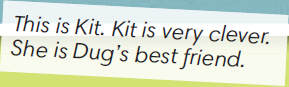 This is Kit. Kit is very clever.
She is Dug’s best friend.